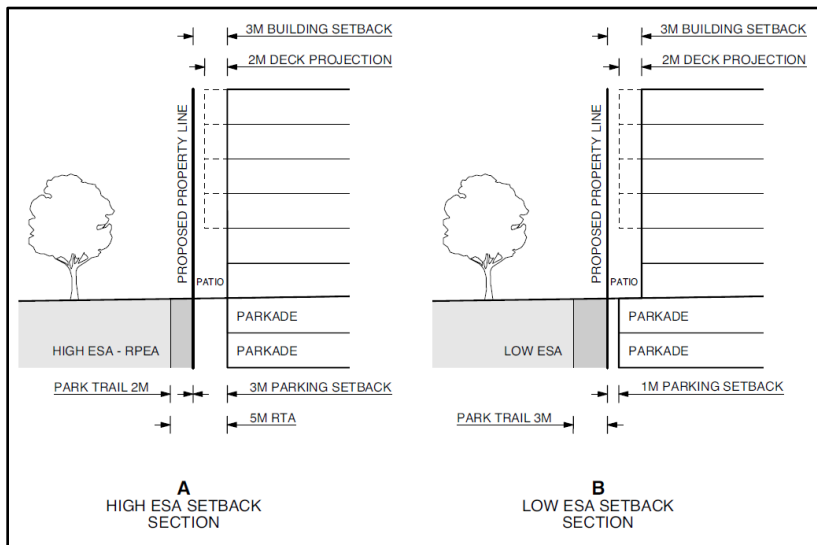 3M BUILDING SETBACK
2M DECK PROJECTION
PROPOSED PROPERTY LINE
PATIO
PARKADE
HIGH ESA - RPEA
PARKADE
PARK TRAIL 2M
3M PARKING SETBACK
5M RTA
A
HIGH ESA SETBACK
SECTION
3M BUILDING SETBACK
2M DECK PROJECTION
PROPOSED PROPERTY LINE
PATIO
PARKADE
LOW ESA
PARKADE
1M PARKING SETBACK
PARK TRAIL 3M
B
LOW ESA SETBACK
SECTION